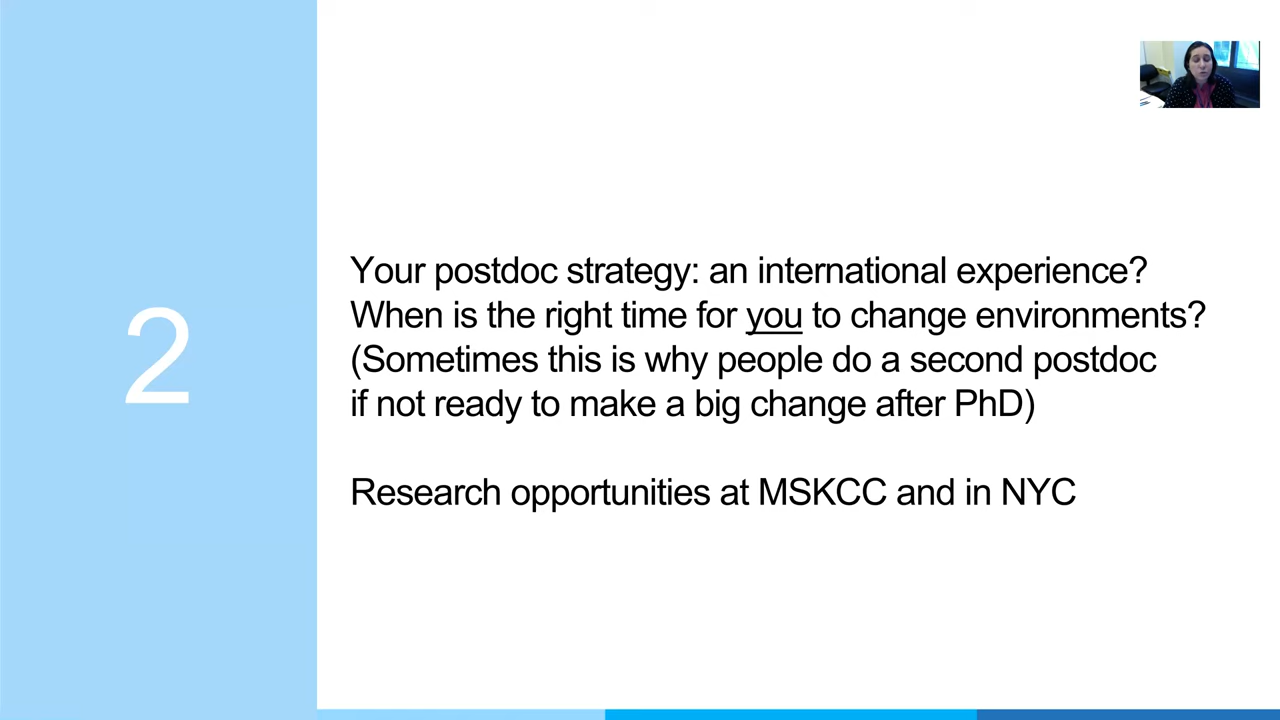 2
Your postdoc strategy: an international experience?
When is the right time for you to change environments?
(Sometimes this is why people do a second postdoc
if not ready to make a big change after PhD)
Research opportunities at MSKCC and in NYC